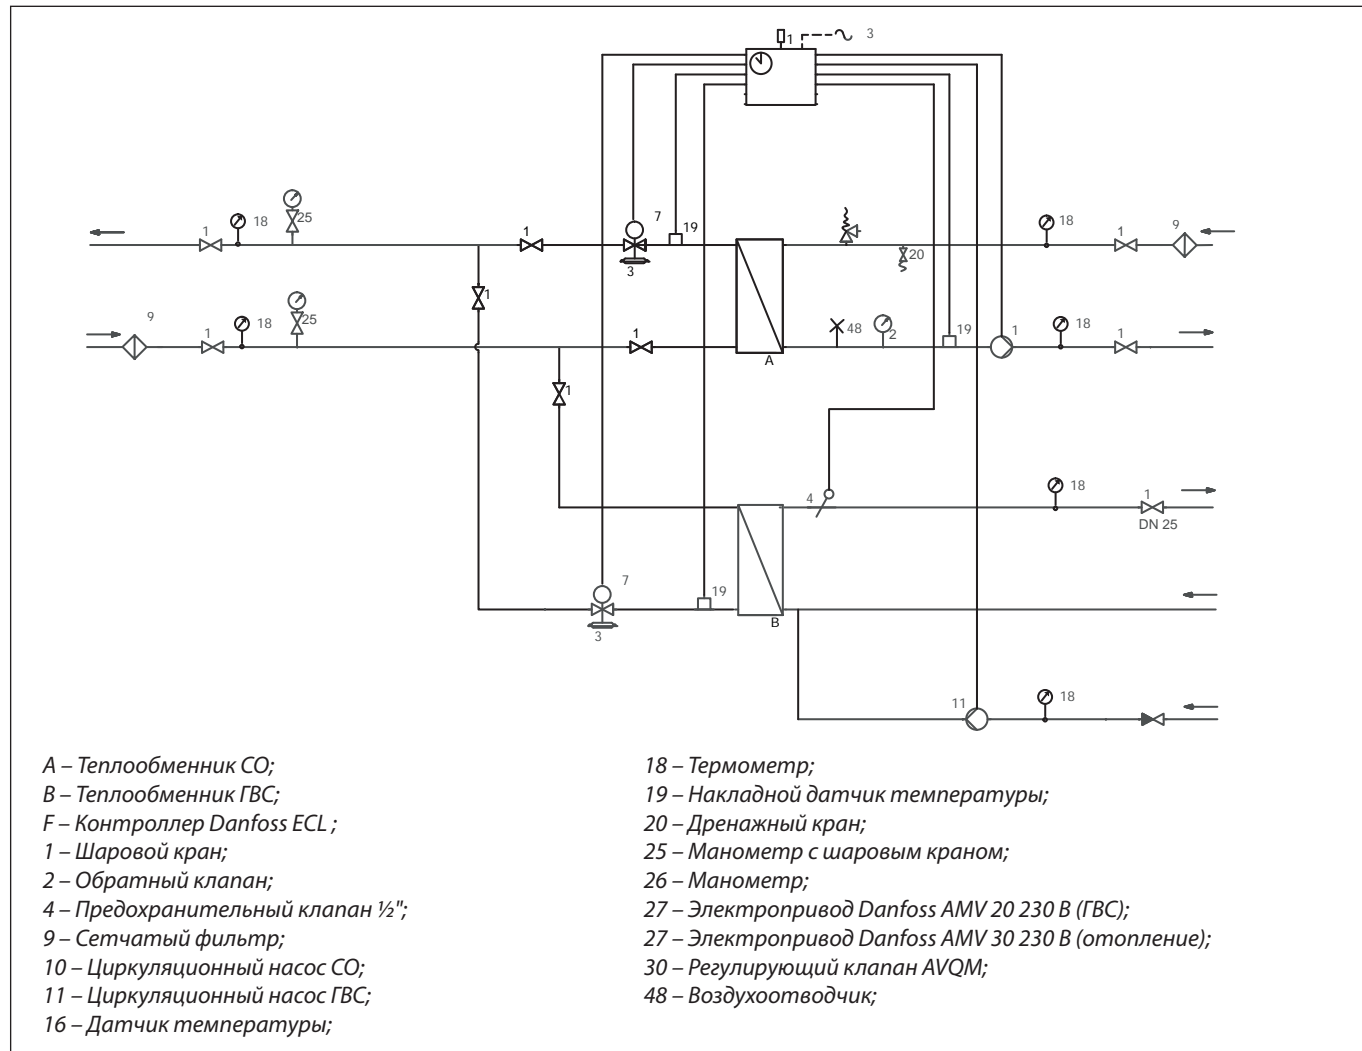 1
3
7
18
25
1
1
19
3
20
18
1
9
9
1
18
25
1
1
48
2
19
1
18
1
A
1
4
18
1
DN 25
7
3
19
B
11
18
A – Теплообменник СО;
B – Теплообменник ГВС;
F – Контроллер Danfoss ECL ;
1 – Шаровой кран;
2 – Обратный клапан;
4 – Предохранительный клапан ½";
9 – Сетчатый фильтр;
10 – Циркуляционный насос СО;
11 – Циркуляционный насос ГВС;
16 – Датчик температуры;
18 – Термометр;
19 – Накладной датчик температуры;
20 – Дренажный кран;
25 – Манометр с шаровым краном;
26 – Манометр;
27 – Электропривод Danfoss AMV 20 230 В (ГВС);
27 – Электропривод Danfoss AMV 30 230 В (отопление);
30 – Регулирующий клапан AVQM;
48 – Воздухоотводчик;